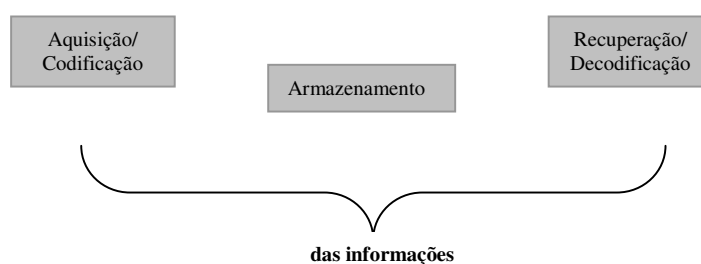 Aquisição/
Codificação
Armazenamento
Recuperação/
Decodificação
das informações